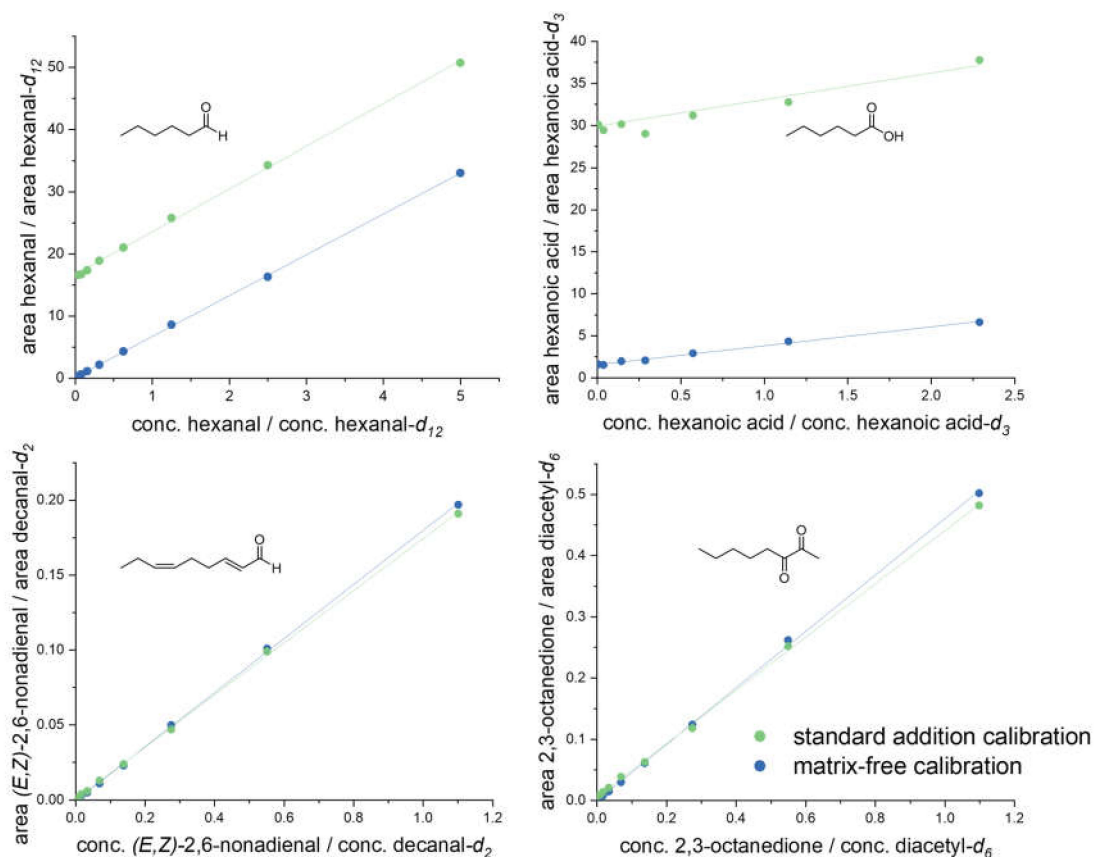 area hexanal / area hexanal-d12
50
40
30
20
10
0
O
H
0
1
2
3
4
5
conc. hexanal / conc. hexanal-d12
area hexanoic acid / area hexanoic acid-d3
40
35
30
25
20
15
10
5
0
O
OH
0.0
0.5
1.0
1.5
2.0
2.5
conc. hexanoic acid / conc. hexanoic acid-d3
area (E,Z)-2,6-nonadienal / area decanal-d2
0.20
0.15
0.10
0.05
0.00
O
H
0.0
0.2
0.4
0.6
0.8
1.0
1.2
conc. (E,Z)-2,6-nonadienal / conc. decanal-d2
area 2,3-octanedione / area diacetyl-d6
0.5
0.4
0.3
0.2
0.1
0.0
O
O
standard addition calibration
matrix-free calibration
0.0
0.2
0.4
0.6
0.8
1.0
1.2
conc. 2,3-octanedione / conc. diacetyl-d6